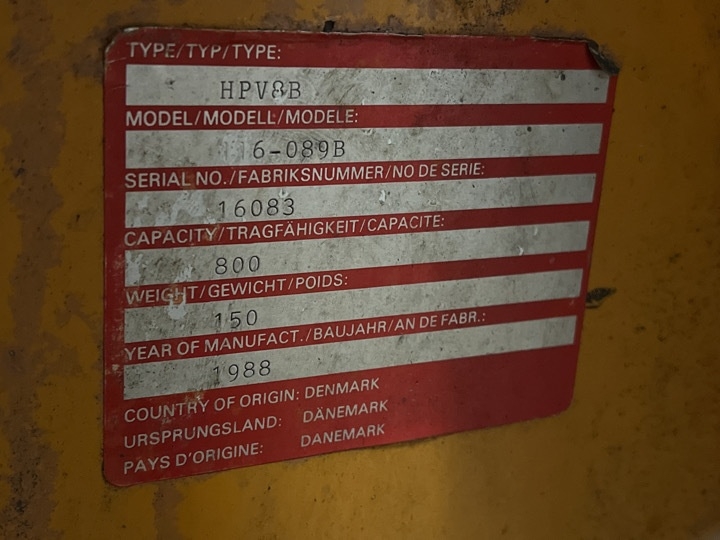 TYPE/TYP/TYPE:
HPV8B
MODEL/MODELL/MODELE:
SERIAL NO./FABRIKSNUMMER/NO DE SERIE:
16083
CAPACITY/TRAGFÄHIGKEIT/CAPACITE:
800
WEIGHT/GEWICHT/POIDS:
150
YEAR OF MANUFACT./BAUJAHR/AN DE FABR.:
1988
COUNTRY OF ORIGIN: DENMARK
URSPRUNGSLAND: DÄNEMARK
PAYS D'ORIGINE: DANEMARK